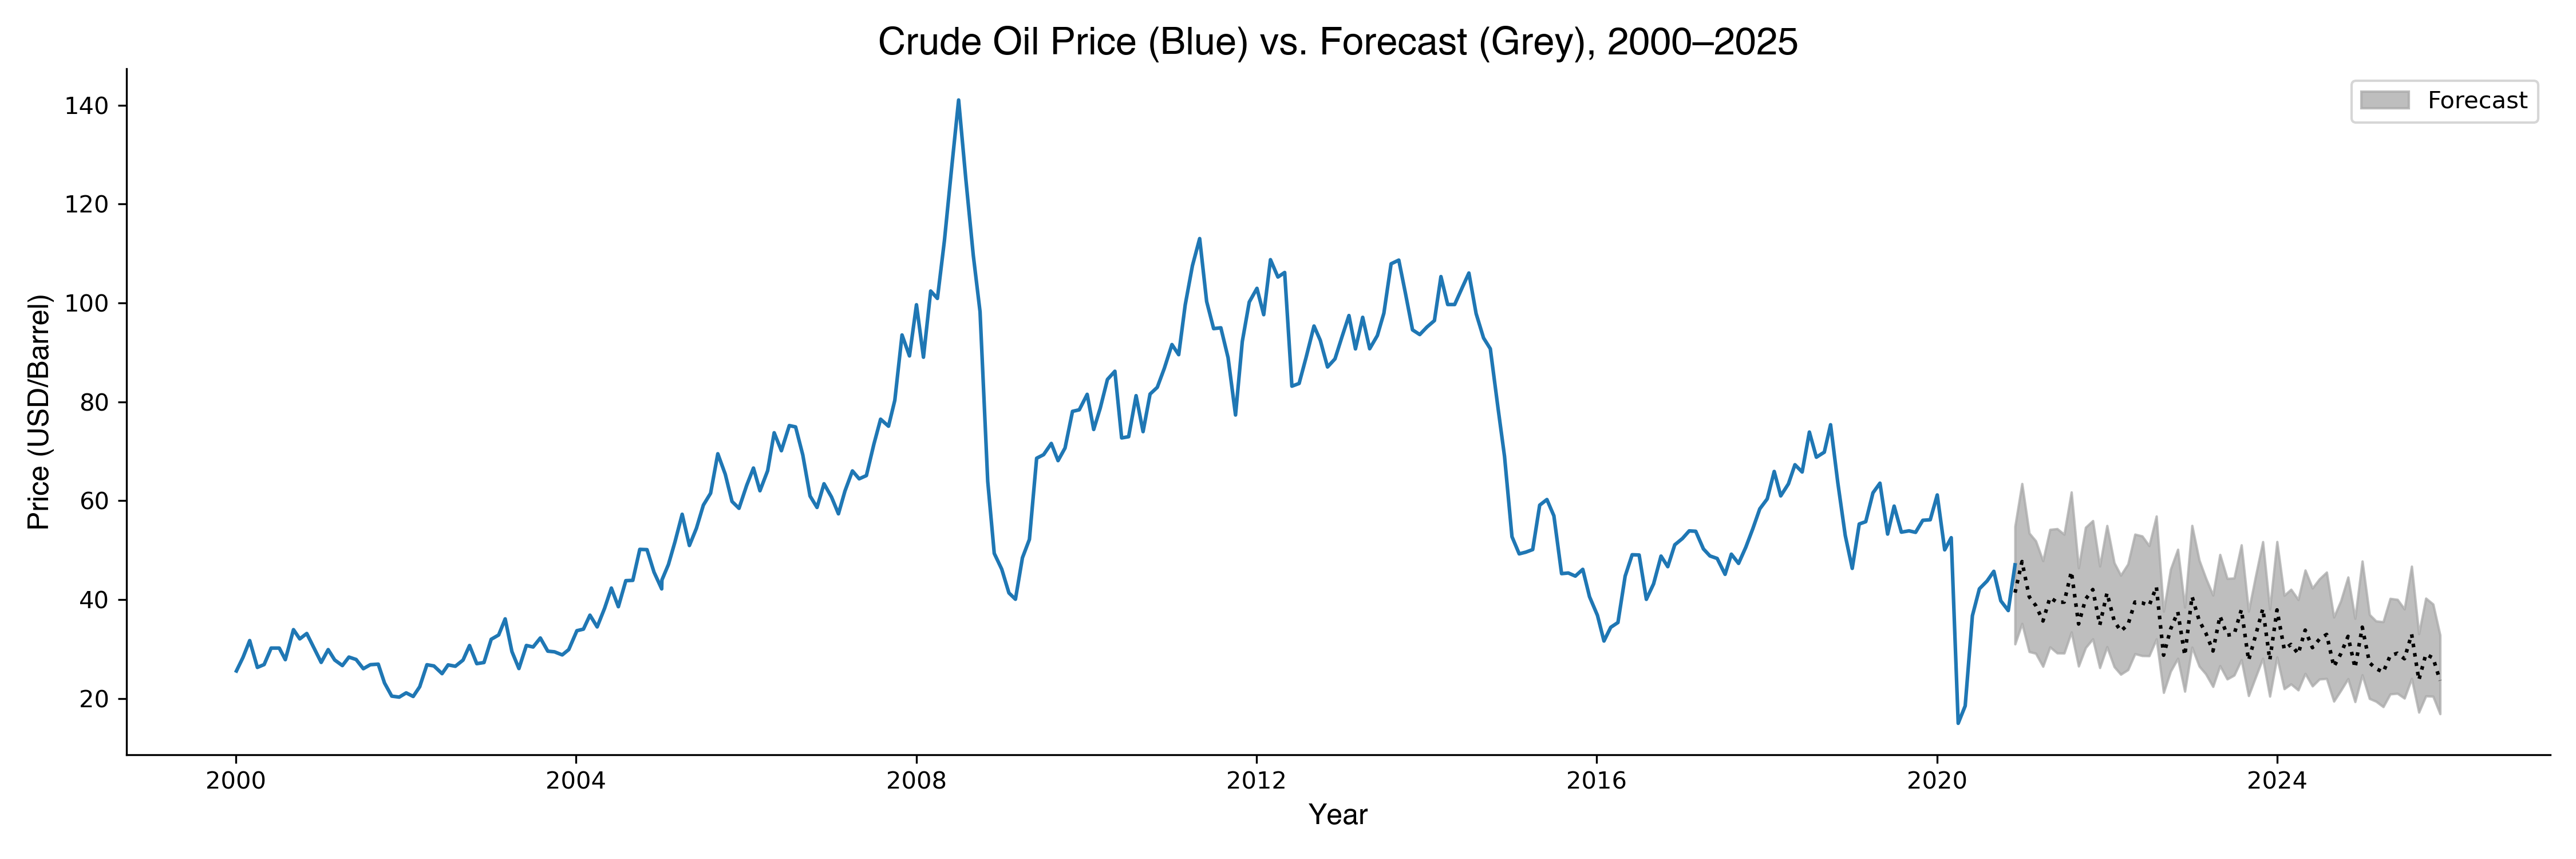 Crude Oil Price (Blue) vs. Forecast (Grey), 2000–2025
Forecast
Price (USD/Barrel)
140
120
100
80
60
40
20
2000 2004 2008 2012 2016 2020 2024
Year